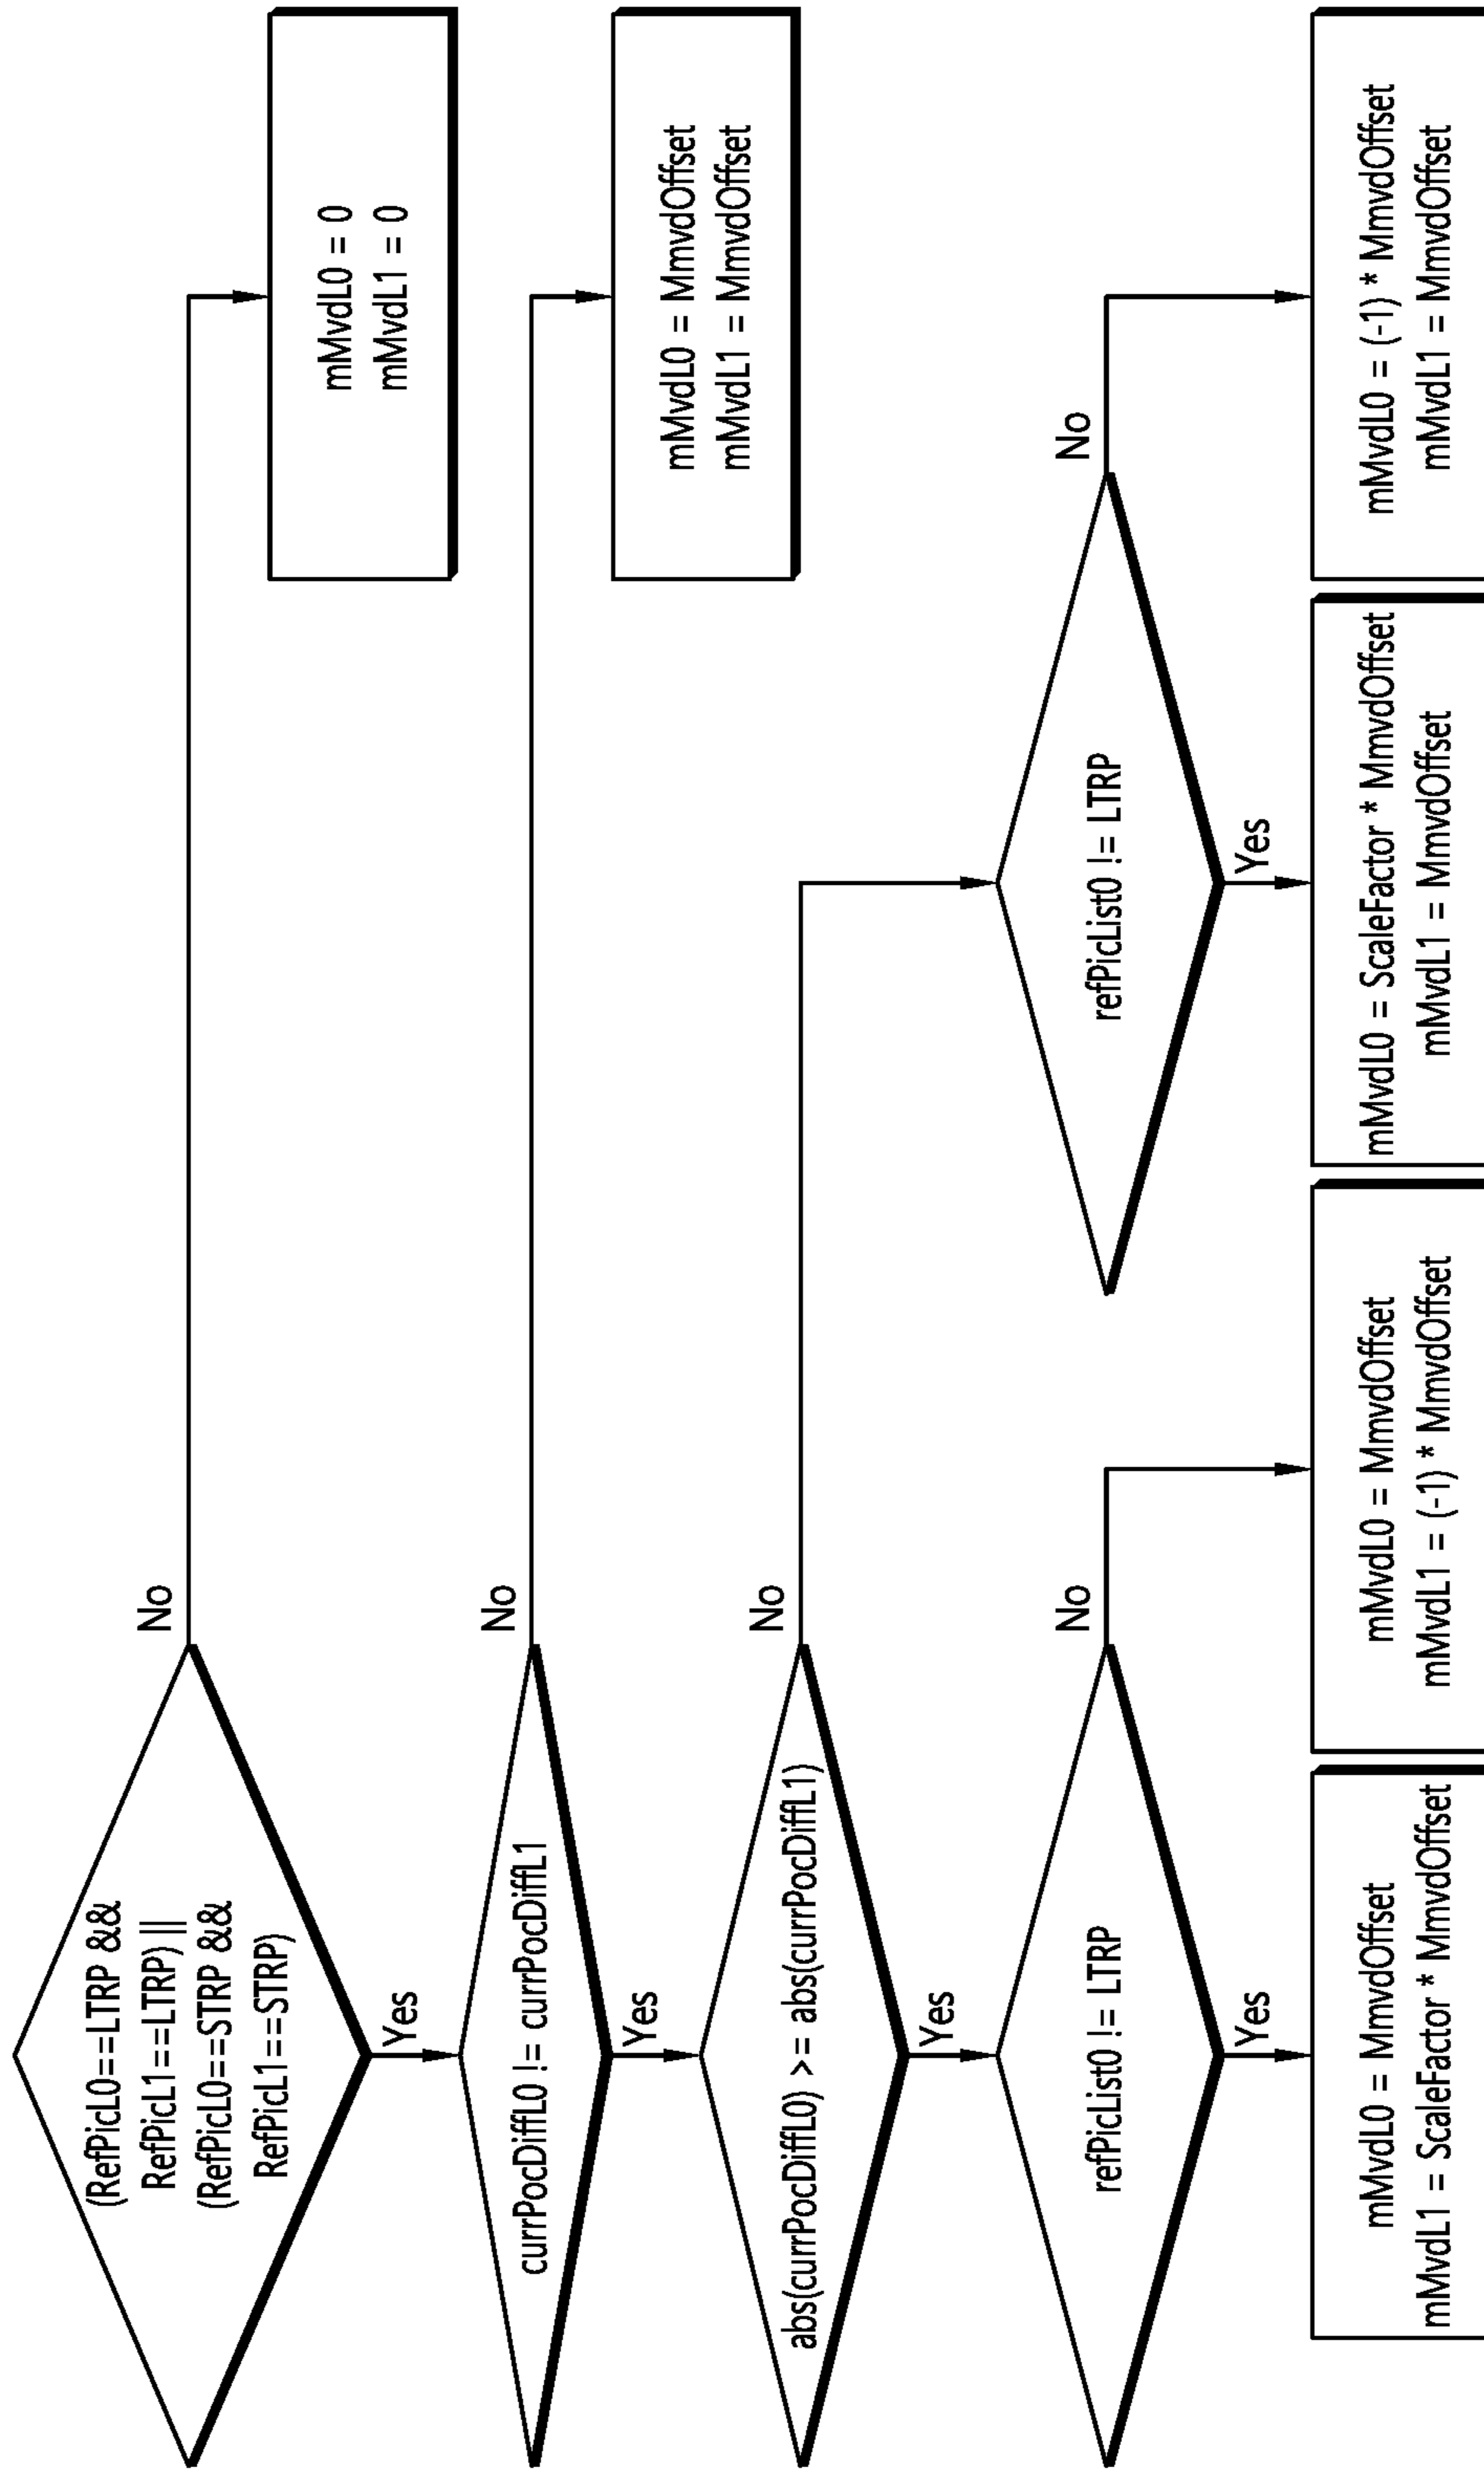 (RefPicL0==LTRP &&
RefPicL1==LTRP) ||
(RefPicL0==STRP &&
RefPicL1==STRP)
No
Yes
mMvdL0 = 0
mMvdL1 = 0
currPocDiffL0 != currPocDiffL1
No
Yes
mMvdL0 = MmvdOffset
mMvdL1 = MmvdOffset
abs(currPocDiffL0) >= abs(currPocDiffL1)
No
Yes
refPicList0 != LTRP
No
Yes
refPicList0 != LTRP
No
Yes
mMvdL0 = MmvdOffset
mMvdL1 = ScaleFactor * MmvdOffset
mMvdL0 = MmvdOffset
mMvdL1 = (-1) * MmvdOffset
mMvdL0 = ScaleFactor * MmvdOffset
mMvdL1 = MmvdOffset
mMvdL0 = (-1) * MmvdOffset
mMvdL1 = MmvdOffset